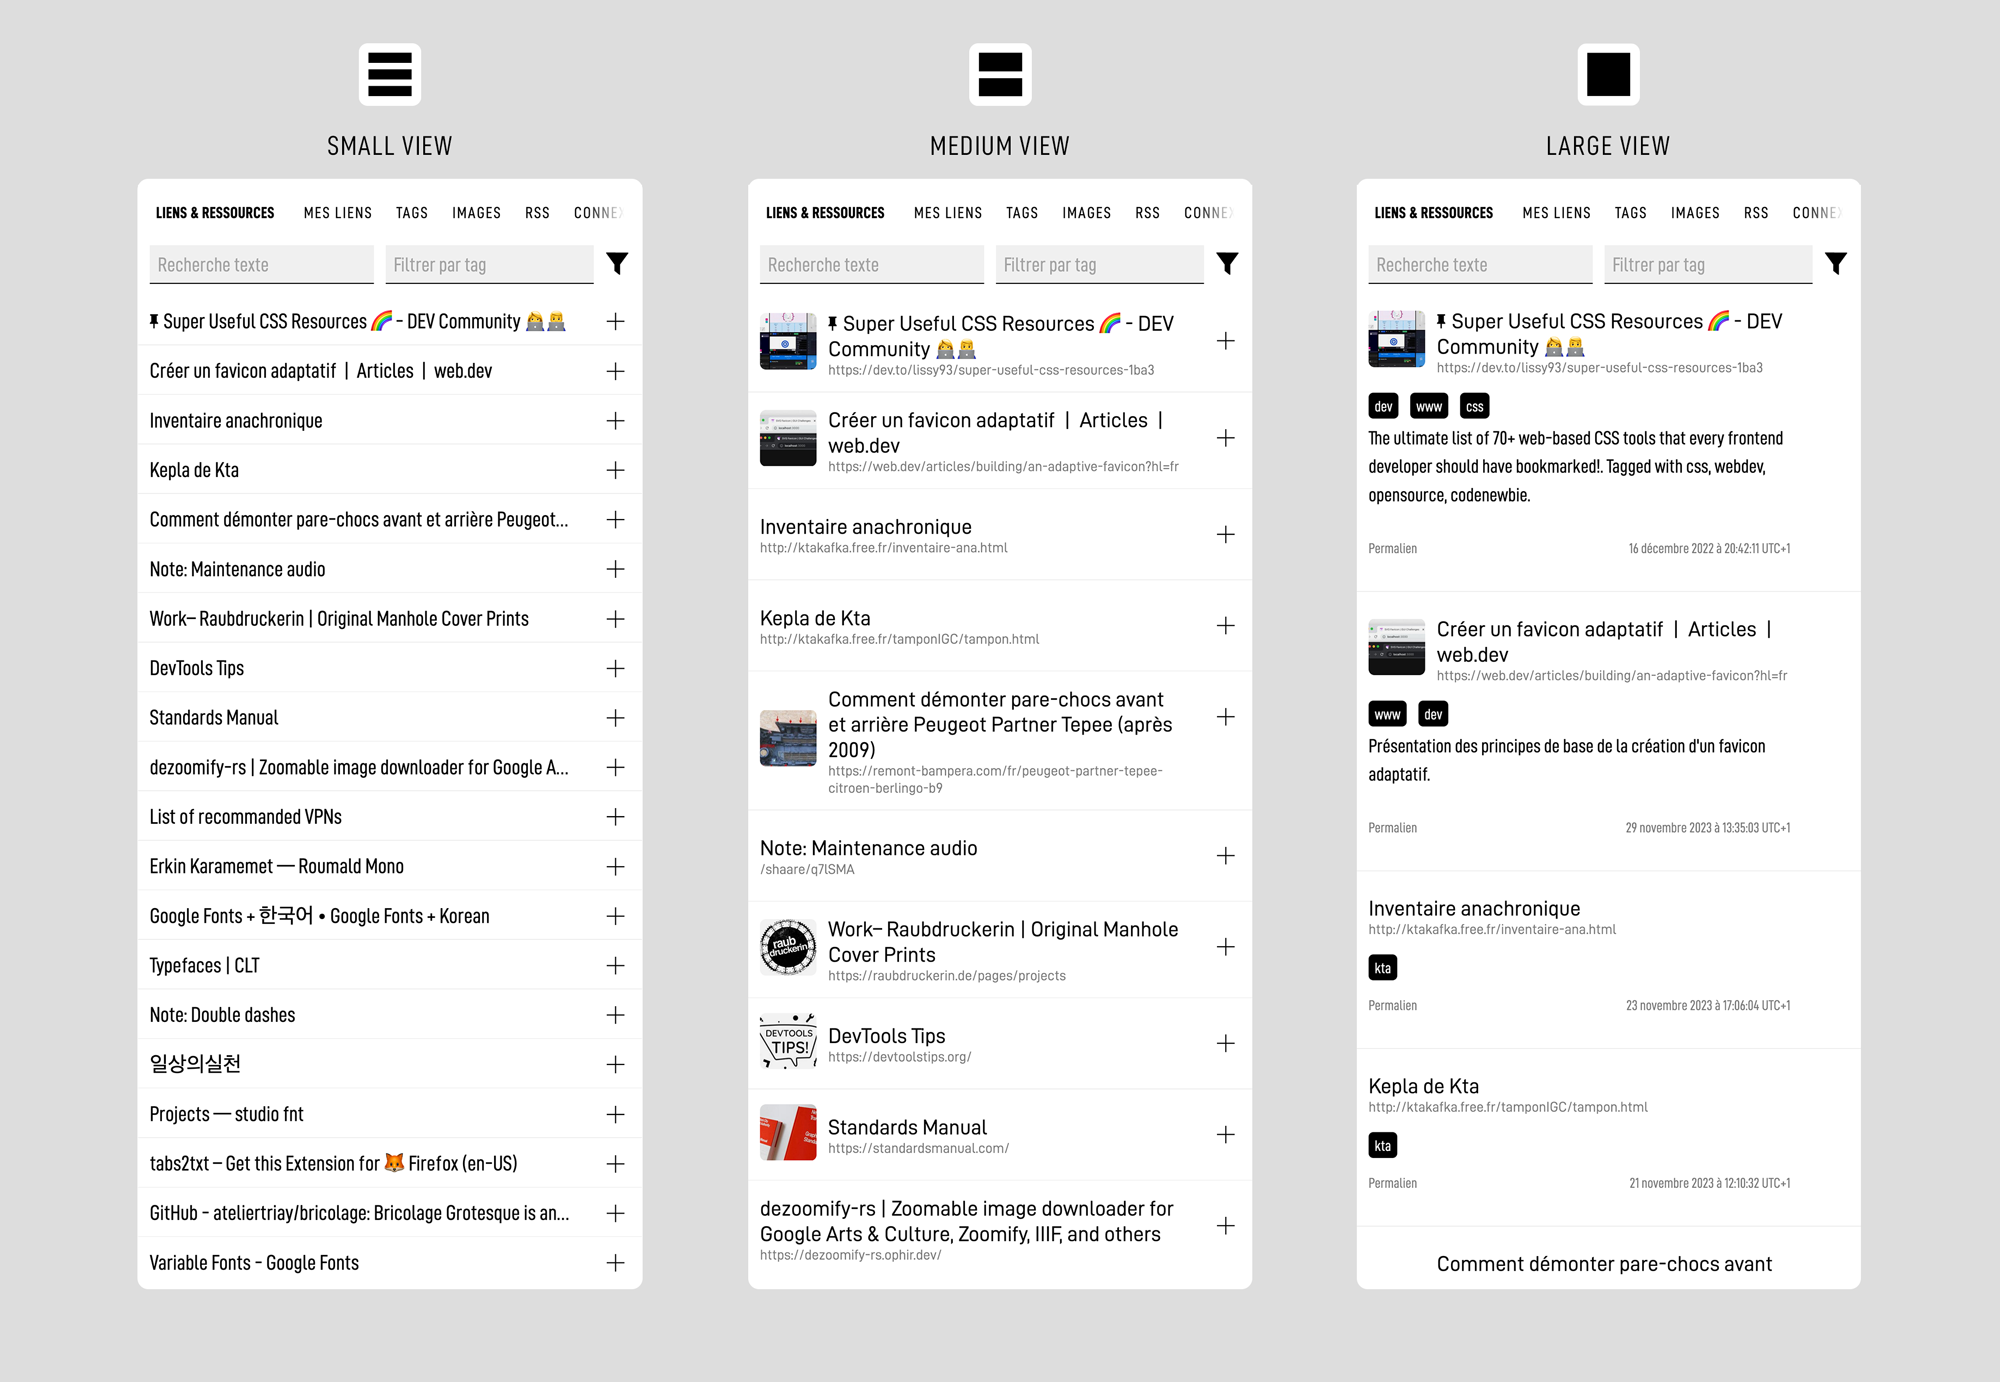 SMALL VIEW
LIENS & RESSOURCES MES LIENS TAGS IMAGES RSS CONNEX
Recherche texte Filtrer par tag
Super Useful CSS Resources 🌈 - DEV Community 👩‍💻👨‍💻
Créer un favicon adaptatif | Articles | web.dev
Inventaire anachronique
Kepla de Kta
Comment démonter pare-chocs avant et arrière Peugeot...
Note: Maintenance audio
Work– Raubdruckerin | Original Manhole Cover Prints
DevTools Tips
Standards Manual
dezoomify-rs | Zoomable image downloader for Google A...
List of recommanded VPNs
Erkin Karamemet — Roumald Mono
Google Fonts + 한국어 • Google Fonts + Korean
Typefaces | CLT
Note: Double dashes
일상의실천
Projects — studio fnt
tabs2txt – Get this Extension for 🦊 Firefox (en-US)
GitHub - ateliertriay/bricolage: Bricolage Grotesque is an...
Variable Fonts - Google Fonts
MEDIUM VIEW
LIENS & RESSOURCES MES LIENS TAGS IMAGES RSS CONNEX
Recherche texte Filtrer par tag
Super Useful CSS Resources 🌈 - DEV
Community 👩‍💻👨‍💻
https://dev.to/lissy93/super-useful-css-resources-1ba3
Créer un favicon adaptatif | Articles |
web.dev
https://web.dev/articles/building/an-adaptive-favicon?hl=fr
Inventaire anachronique
http://ktakafka.free.fr/inventaire-ana.html
Kepla de Kta
http://ktakafka.free.fr/tamponIGC/tampon.html
Comment démonter pare-chocs avant
et arrière Peugeot Partner Tepee (après
2009)
https://remont-bampera.com/fr/peugeot-partner-tepee-
citroen-berlingo-b9
Note: Maintenance audio
/shaare/q7lSMA
raub
druckerin
Work– Raubdruckerin | Original Manhole
Cover Prints
https://raubdruckerin.de/pages/projects
DEVTOOLS
TIPS!
DevTools Tips
https://devtoolstips.org/
Standards Manual
https://standardsmanual.com/
dezoomify-rs | Zoomable image downloader for
Google Arts & Culture, Zoomify, IIIF, and others
https://dezoomify-rs.ophir.dev/
LARGE VIEW
LIENS & RESSOURCES MES LIENS TAGS IMAGES RSS CONNEX
Recherche texte Filtrer par tag
Super Useful CSS Resources 🌈 - DEV
Community 👩‍💻👨‍💻
https://dev.to/lissy93/super-useful-css-resources-1ba3
dev www css
The ultimate list of 70+ web-based CSS tools that every frontend
developer should have bookmarked!. Tagged with css, webdev,
opensource, codenewbie.
Permalien 16 décembre 2022 à 20:42:11 UTC+1
Créer un favicon adaptatif | Articles |
web.dev
https://web.dev/articles/building/an-adaptive-favicon?hl=fr
www dev
Présentation des principes de base de la création d'un favicon
adaptatif.
Permalien 29 novembre 2023 à 13:35:03 UTC+1
Inventaire anachronique
http://ktakafka.free.fr/inventaire-ana.html
kta
Permalien 23 novembre 2023 à 17:06:04 UTC+1
Kepla de Kta
http://ktakafka.free.fr/tamponIGC/tampon.html
kta
Permalien 21 novembre 2023 à 12:10:32 UTC+1
Comment démonter pare-chocs avant